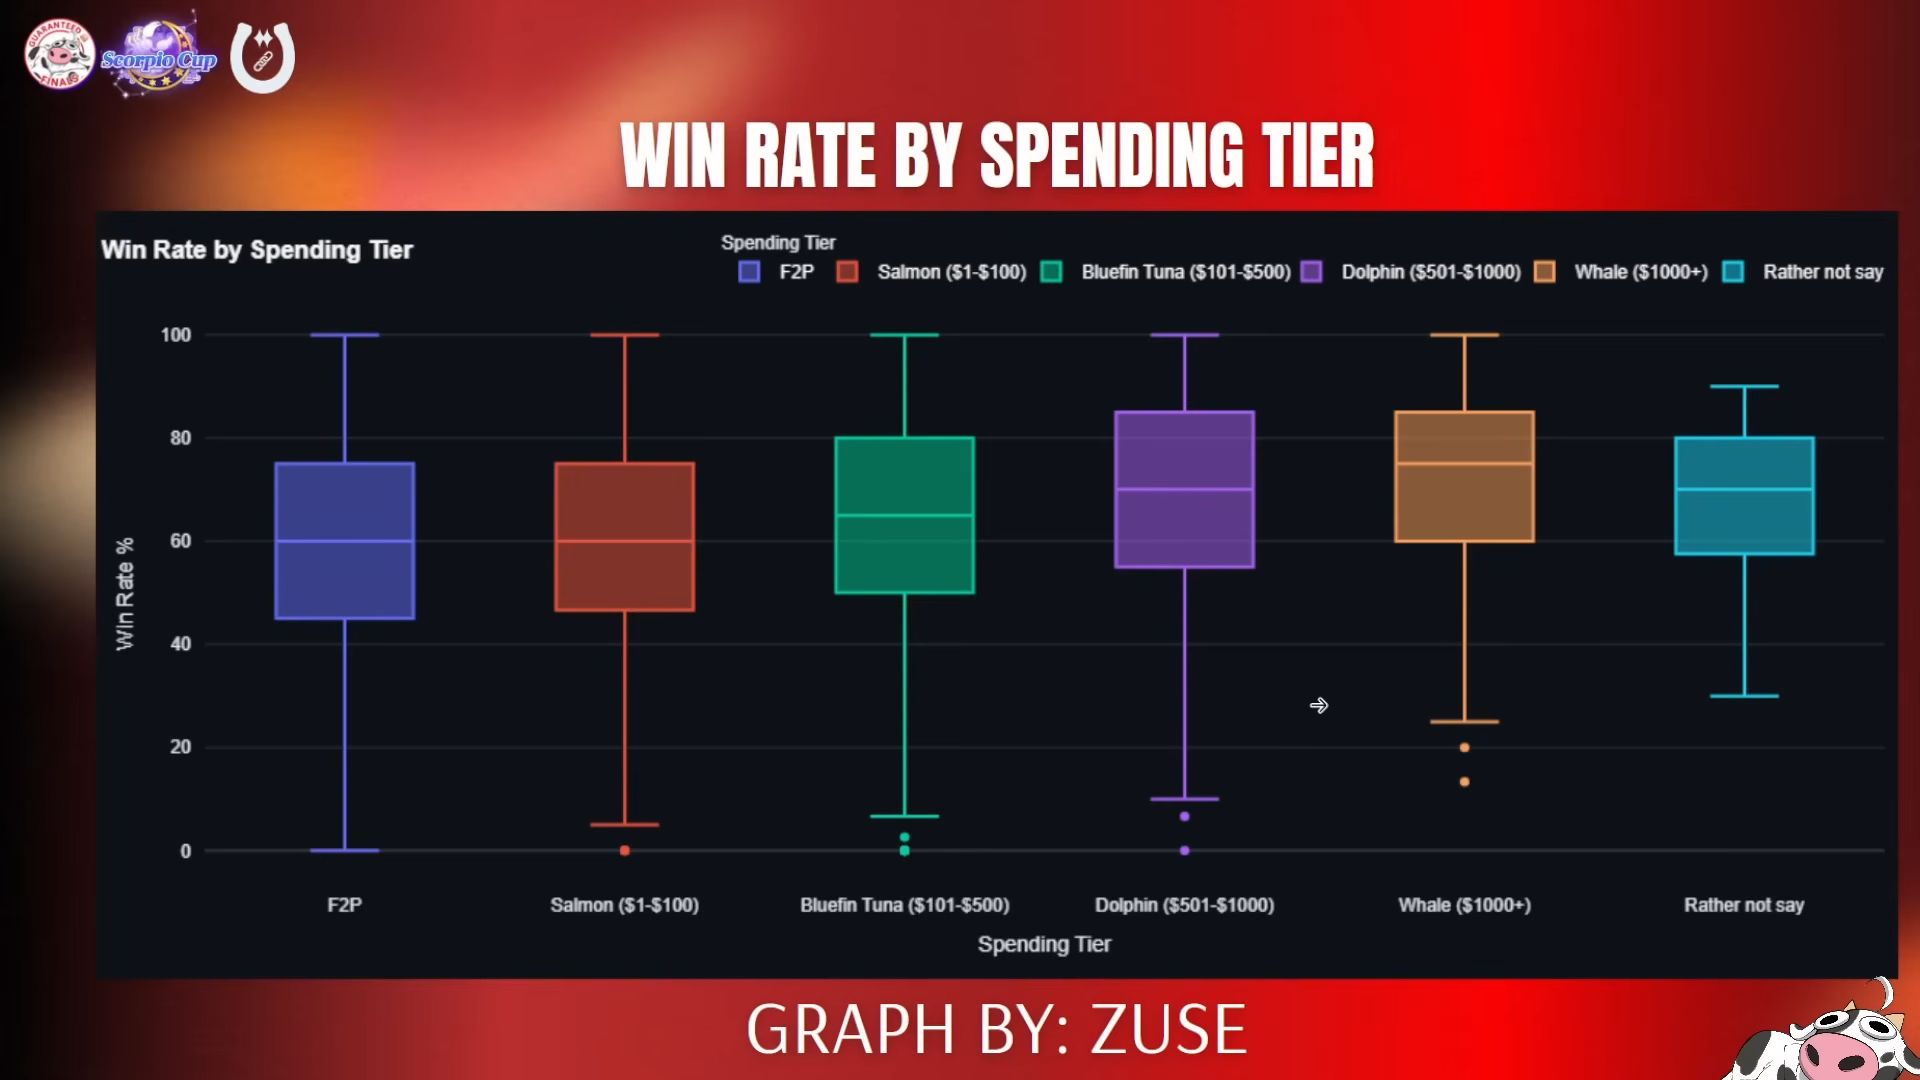 GUARANTEED
FINALS
Scorpio Cup
WIN RATE BY SPENDING TIER
Win Rate by Spending Tier
Spending Tier
F2P
Salmon ($1-$100)
Bluefin Tuna ($101-$500)
Dolphin ($501-$1000)
Whale ($1000+)
Rather not say
Win Rate %
100
80
60
40
20
0
F2P
Salmon ($1-$100)
Bluefin Tuna ($101-$500)
Dolphin ($501-$1000)
Whale ($1000+)
Rather not say
Spending Tier
GRAPH BY: ZUSE